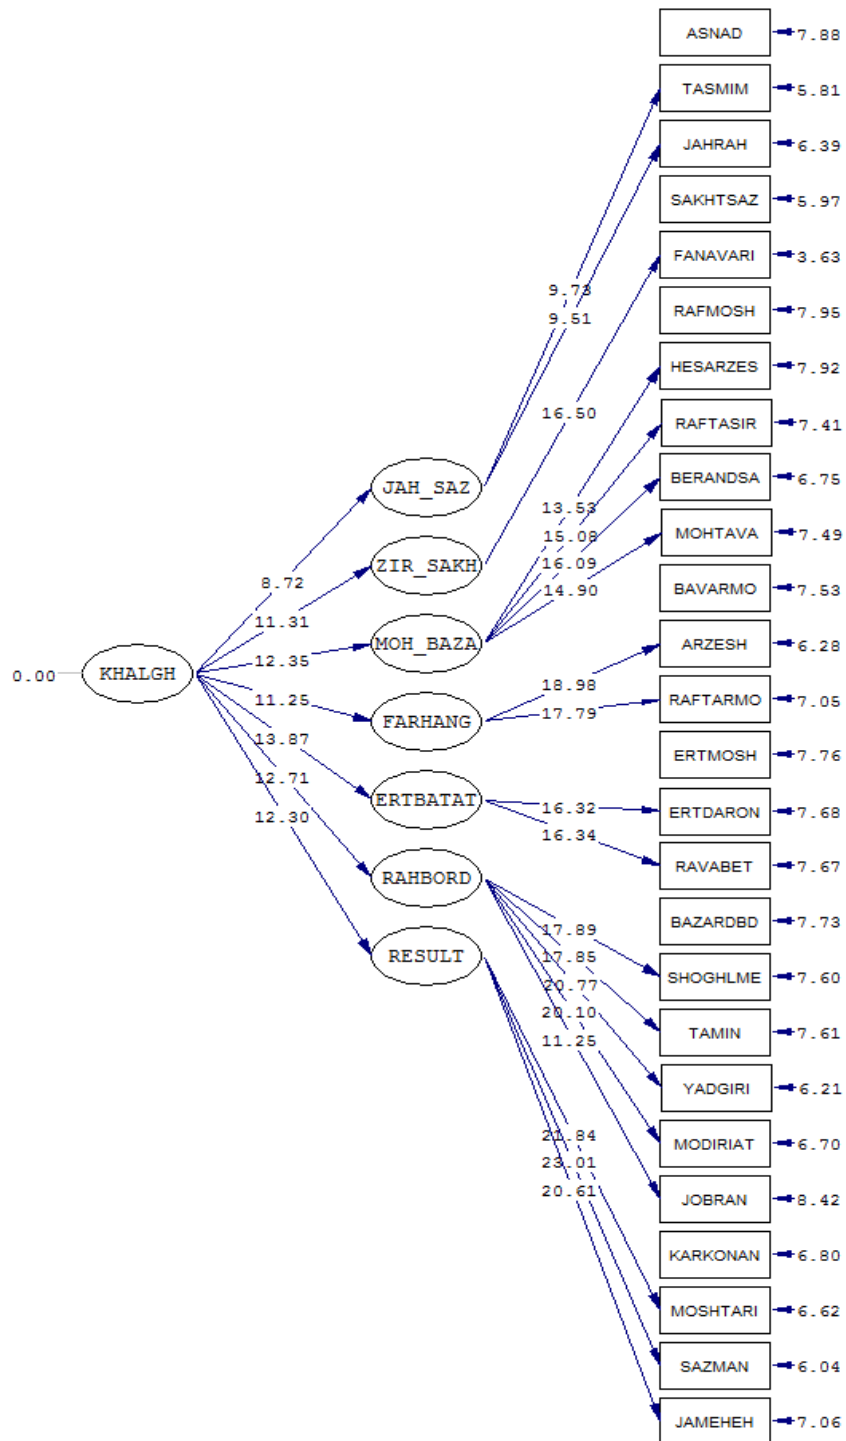 ASNAD 7.88
TASMIM 5.81
JAHRAH 6.39
SAKHTSAZ 5.97
FANAVARI 3.63
9.73
RAFMOSH 7.95
9.51
HESARZES 7.92
16.50
RAFTASIR 7.41
JAH_SAZ
BERANDSA 6.75
13.53
MOHTAVA 7.49
15.08
ZIR_SAKH
16.09
8.72
14.90
BAVARMO 7.53
11.31
MOH_BAZA
ARZESH 6.28
12.35
0.00 KHALGH
18.98
11.25
RAFTARMO 7.05
17.79
FARHANG
13.87
ERTMOSH 7.76
12.71
ERTBATAT
16.32
ERTDARON 7.68
12.30
16.34
RAVABET 7.67
RAHBORD
BAZARDBD 7.73
17.89
RESULT
17.85
SHOGHLME 7.60
20.77
20.10
TAMIN 7.61
11.25
YADGIRI 6.21
21.84
MODIRIAT 6.70
23.01
20.61
JOBRAN 8.42
KARKONAN 6.80
MOSHTARI 6.62
SAZMAN 6.04
JAMEHEH 7.06